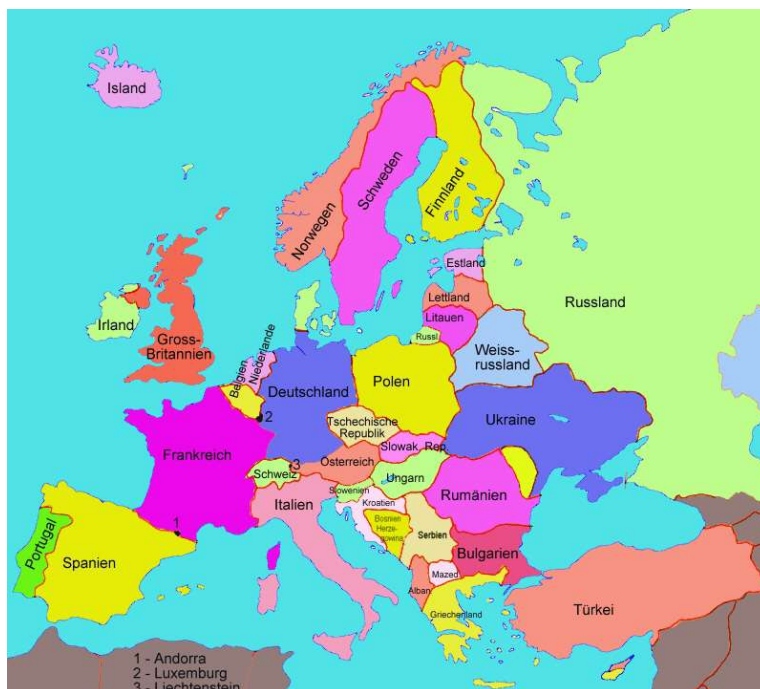 Island
Norwegen
Schweden
Finnland
Estland
Lettland
Litauen
Russl
Russland
Irland
Gross-
Britannien
Belgien
Niederlande
Deutschland
Polen
Weiss-
russland
2
Tschechische
Republik
Ukraine
Frankreich
Slowak. Rep.
3
Österreich
Schweiz
Ungarn
Slowenien
Rumänien
Italien
Kroatien
Bosnien
Herze-
gowina
Serbien
1
Portugal
Spanien
Bulgarien
Mazed.
Alban
Griechenland
Türkei
1 - Andorra
2 - Luxemburg
3 - Liechtenstein